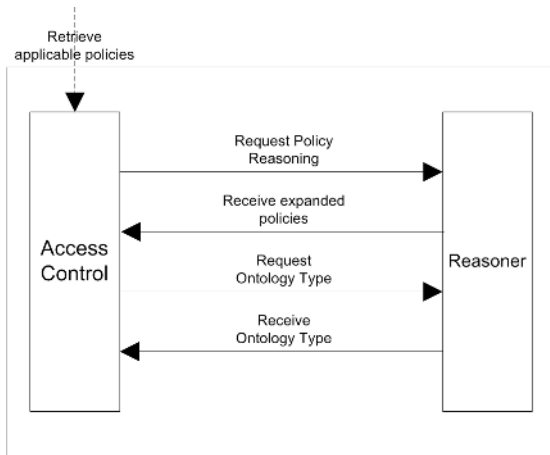 Retrieve
applicable policies
Request Policy
Reasoning
Receive expanded
policies
Access
Control
Request
Ontology Type
Reasoner
Receive
Ontology Type